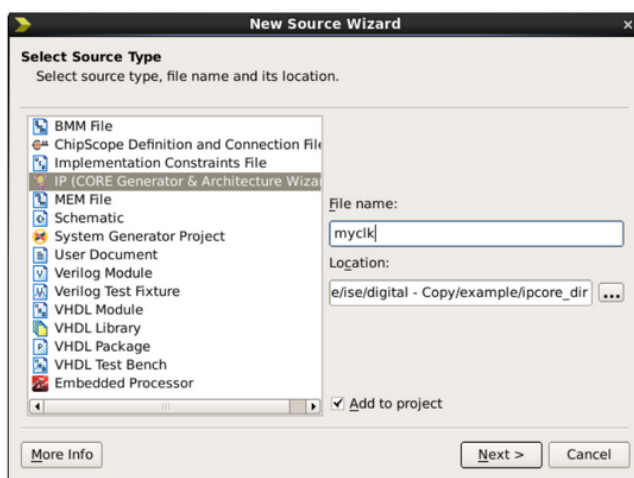 New Source Wizard
Select Source Type
Select source type, file name and its location.
BMM File
ChipScope Definition and Connection File
Implementation Constraints File
IP (CORE Generator & Architecture Wizar
MEM File
Schematic
System Generator Project
User Document
Verilog Module
Verilog Test Fixture
VHDL Module
VHDL Library
VHDL Package
VHDL Test Bench
Embedded Processor
File name:
myclk
Location:
e/ise/digital - Copy/example/ipcore_dir
...
Add to project
More Info
Next >
Cancel